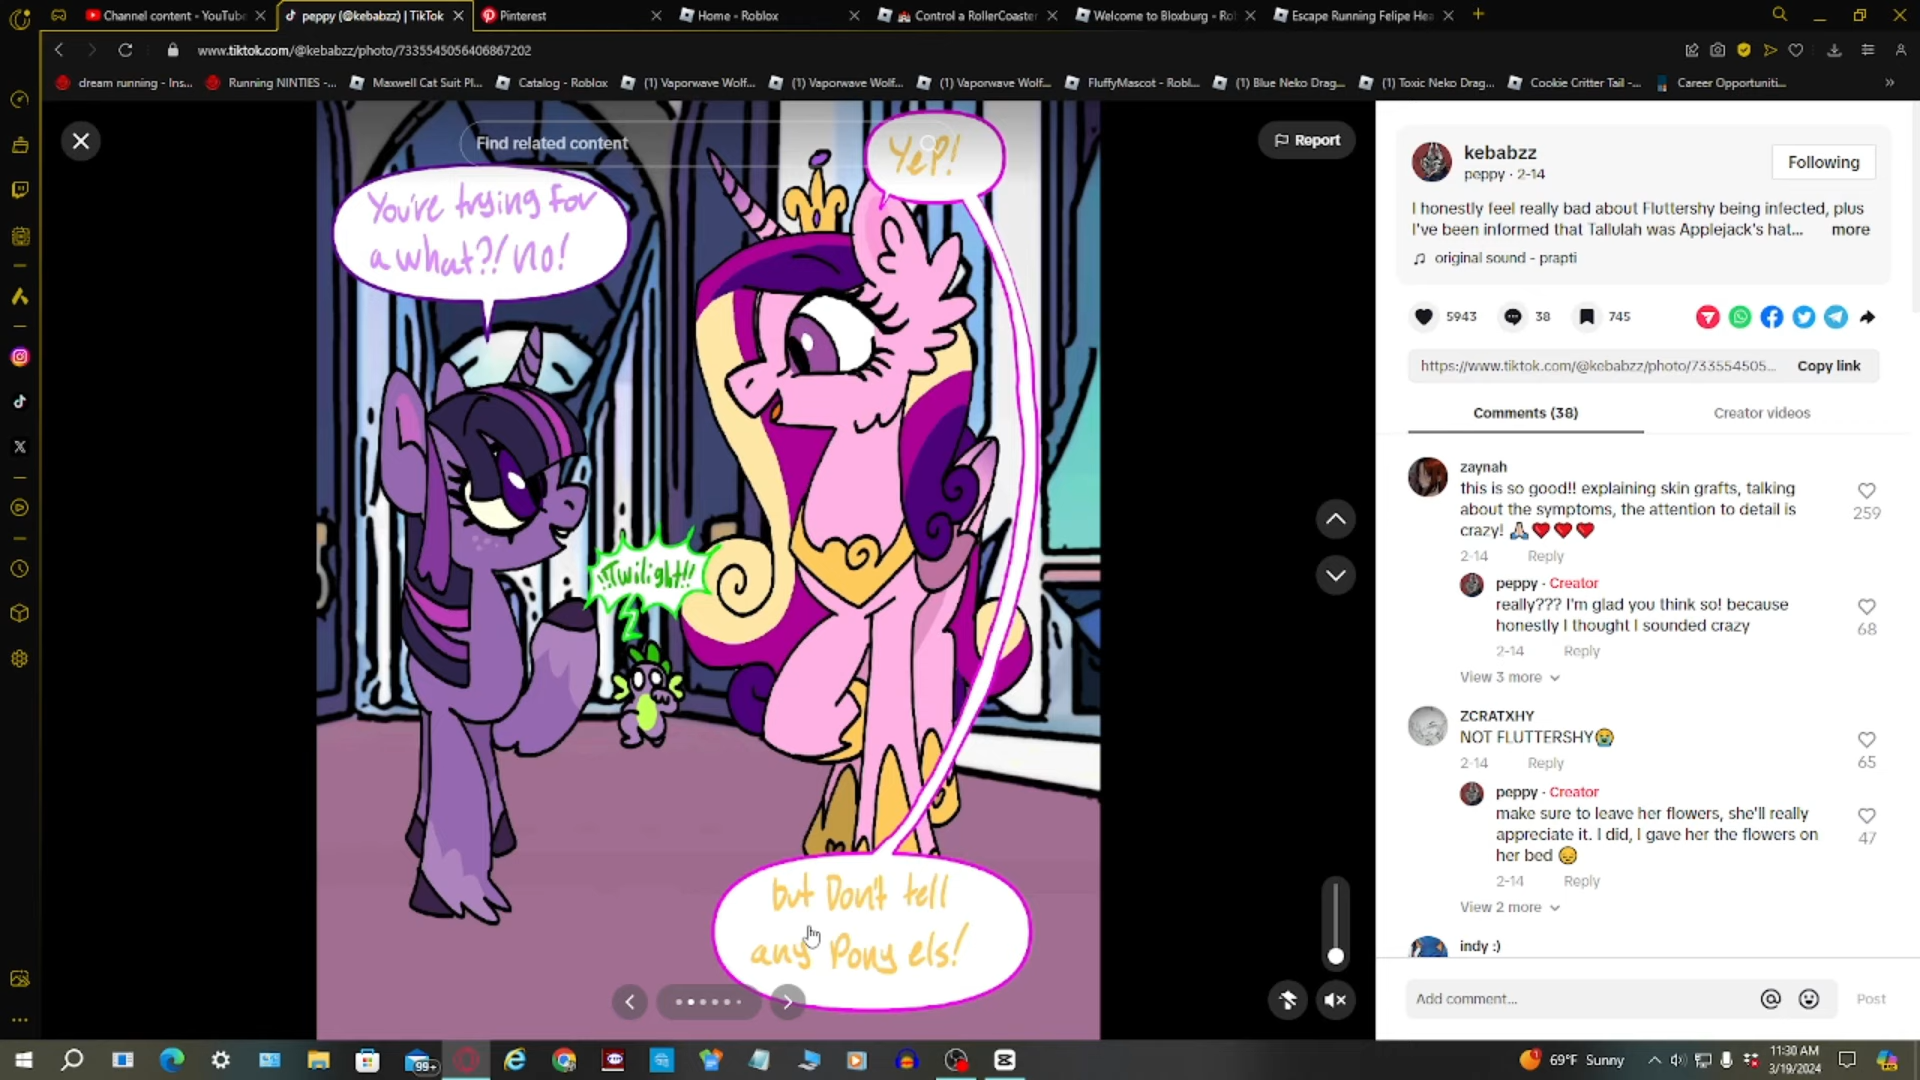 Channel content - YouTube
peppy (@kebabzz) | TikTok
Pinterest
Home - Roblox
Control a RollerCoaster
Welcome to Bloxburg - Ro
Escape Running Felipe Hea
www.tiktok.com/@kebabzz/photo/7335545056406867202
dream running - Ins...
Running NINTIES -...
Maxwell Cat Suit Pl...
Catalog - Roblox
(1) Vaporwave Wolf...
(1) Vaporwave Wolf...
(1) Vaporwave Wolf...
FluffyMascot - Robl...
(1) Blue Neko Drag...
(1) Toxic Neko Drag...
Cookie Critter Tail -...
Career Opportuniti...
Find related content
Report
Yep!
You're trying for
a what?! no!
!!Twilight!!
but Don't tell
any Pony els!
kebabzz
peppy · 2-14
Following
I honestly feel really bad about Fluttershy being infected, plus
I've been informed that Tallulah was Applejack's hat... more
original sound - prapti
5943
38
745
https://www.tiktok.com/@kebabzz/photo/733554505...
Copy link
Comments (38)
Creator videos
zaynah
this is so good!! explaining skin grafts, talking
about the symptoms, the attention to detail is
crazy! 🙏🏻❤️❤️❤️
259
2-14 Reply
peppy · Creator
really??? I'm glad you think so! because
honestly I thought I sounded crazy
68
2-14 Reply
View 3 more
ZCRATXHY
NOT FLUTTERSHY😭
65
2-14 Reply
peppy · Creator
make sure to leave her flowers, she'll really
appreciate it. I did, I gave her the flowers on
her bed 😔
47
2-14 Reply
View 2 more
indy :)
Add comment...
Post
99+
69°F Sunny
11:30 AM
3/19/2024